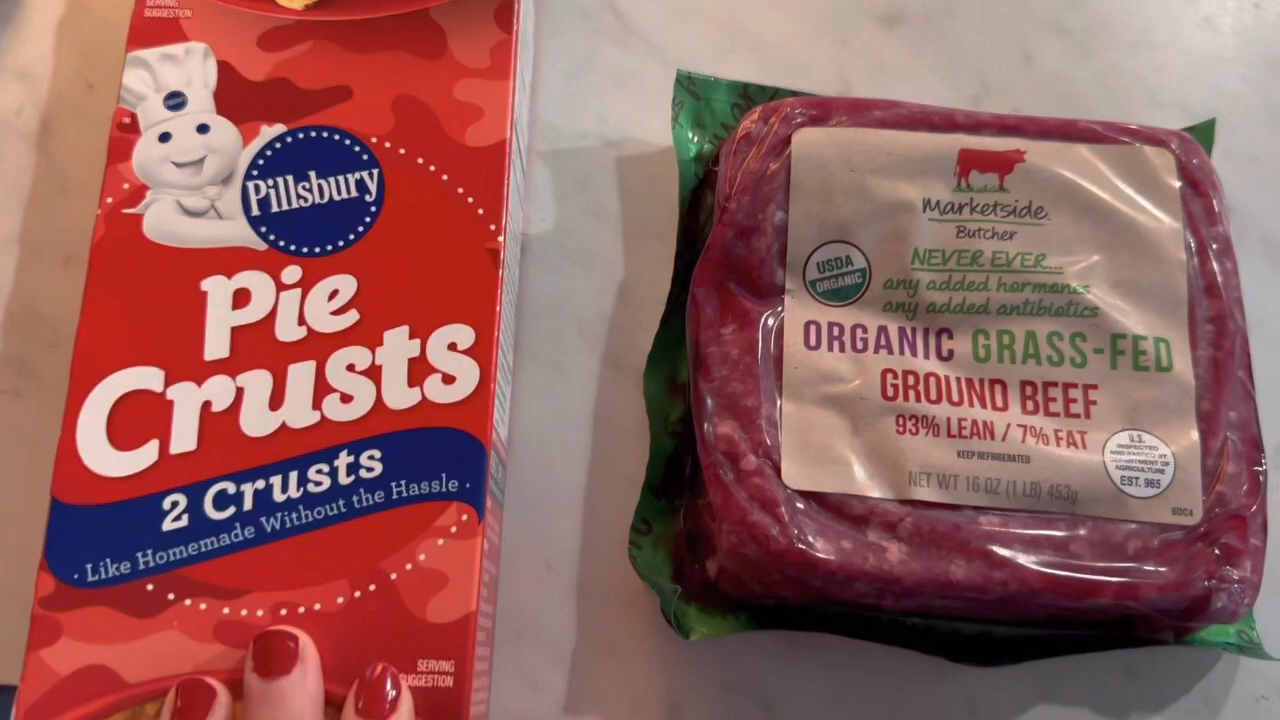 SERVING
SUGGESTION
TM
Pillsbury
Pie
Crusts
2 Crusts
Like Homemade Without the Hassle
SERVING
SUGGESTION
Marketside
Butcher
NEVER EVER...
any added hormones
any added antibiotics
USDA
ORGANIC
ORGANIC GRASS-FED
GROUND BEEF
93% LEAN / 7% FAT
KEEP REFRIGERATED
NET WT 16 OZ (1 LB) 453g
U.S.
INSPECTED
AND PASSED BY
DEPARTMENT OF
AGRICULTURE
EST. 965
6DC4